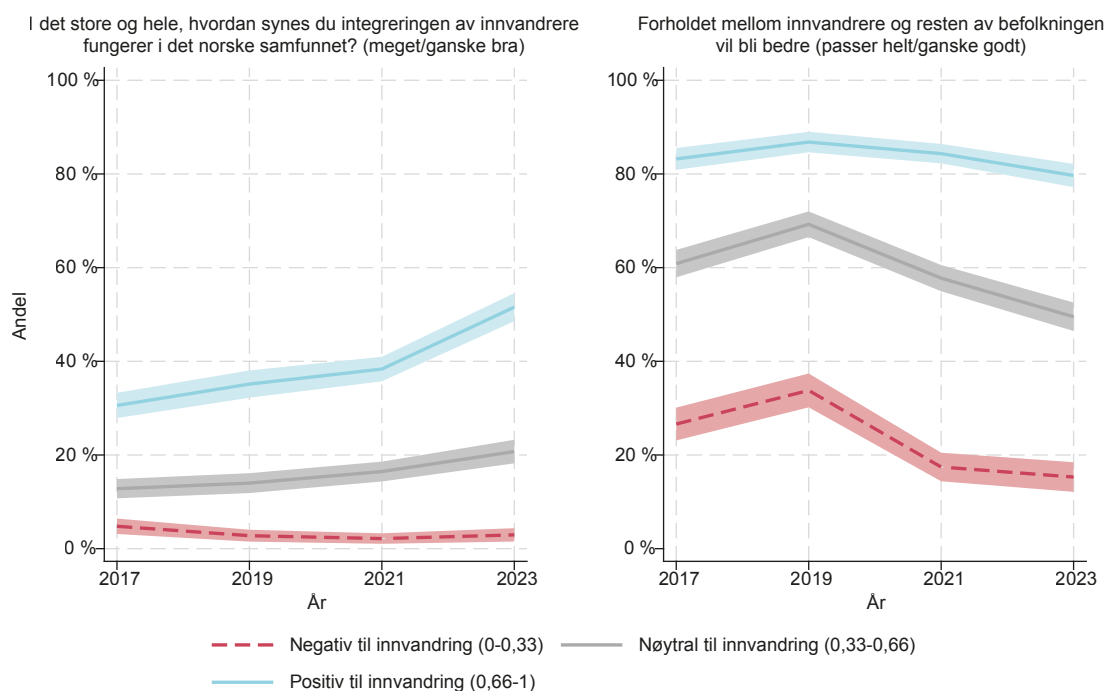 I det store og hele, hvordan synes du integreringen av innvandrere
fungerer i det norske samfunnet? (meget/ganske bra)
100 %
80 %
60 %
40 %
20 %
0 %
Andel
2017
2019
2021
2023
År
Forholdet mellom innvandrere og resten av befolkningen
vil bli bedre (passer helt/ganske godt)
100 %
80 %
60 %
40 %
20 %
0 %
2017
2019
2021
2023
År
Negativ til innvandring (0-0,33)
Nøytral til innvandring (0,33-0,66)
Positiv til innvandring (0,66-1)